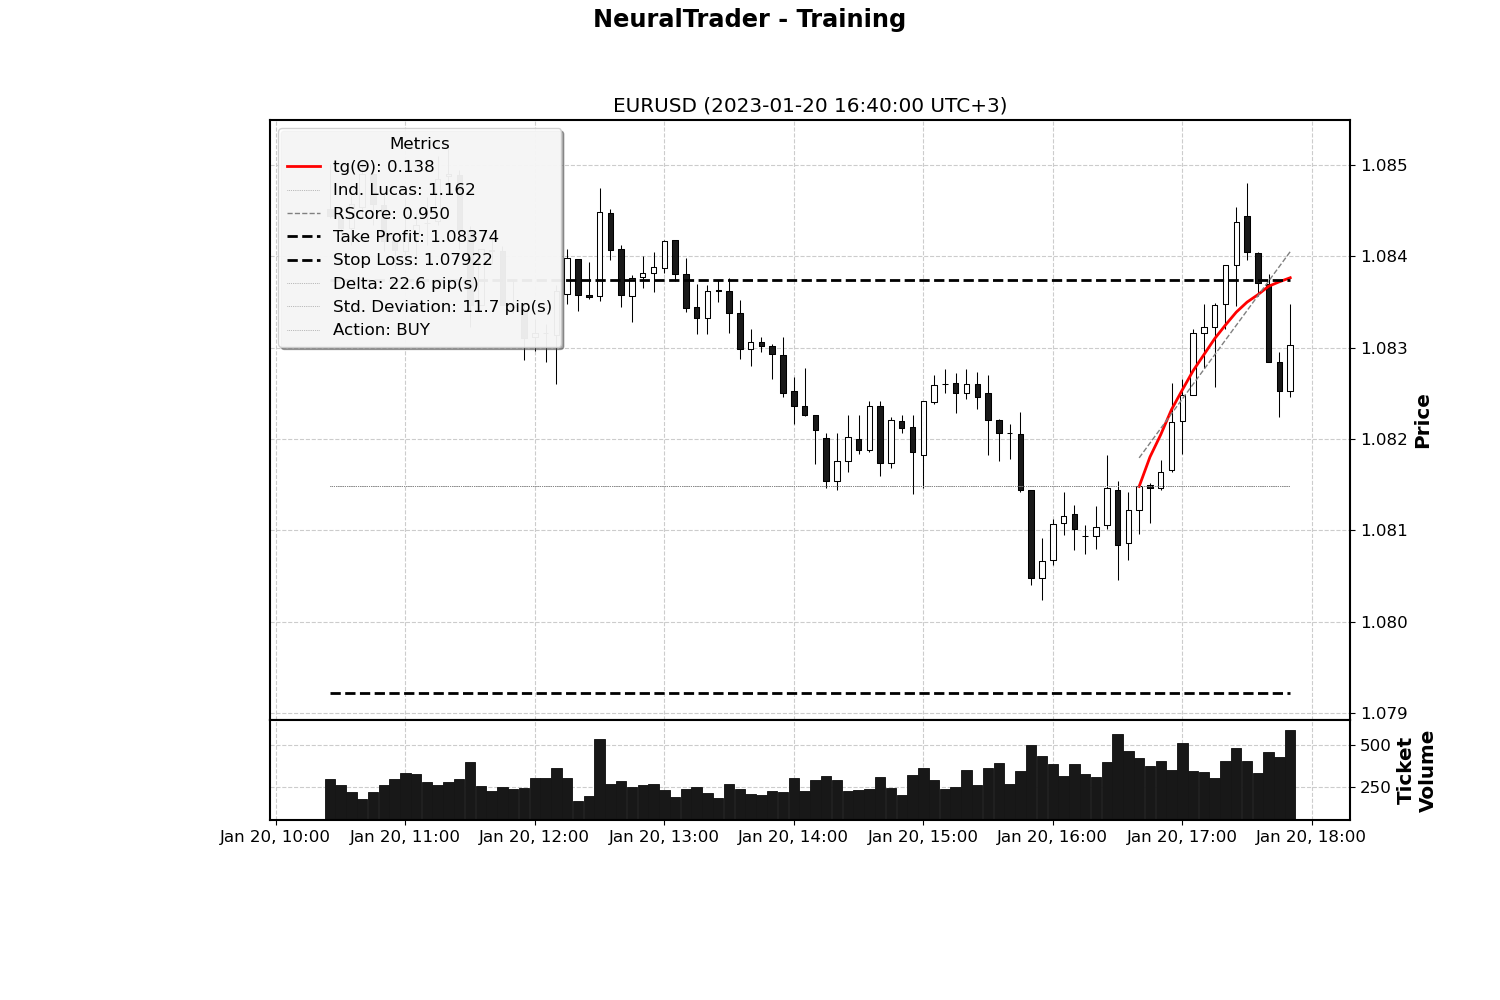 NeuralTrader - Training
EURUSD (2023-01-20 16:40:00 UTC+3)
Metrics
tg(Θ): 0.138
Ind. Lucas: 1.162
RScore: 0.950
Take Profit: 1.08374
Stop Loss: 1.07922
Delta: 22.6 pip(s)
Std. Deviation: 11.7 pip(s)
Action: BUY
1.085
1.084
1.083
1.082
1.081
1.080
1.079
Price
500
250
Ticket
Volume
Jan 20, 10:00 Jan 20, 11:00 Jan 20, 12:00 Jan 20, 13:00 Jan 20, 14:00 Jan 20, 15:00 Jan 20, 16:00 Jan 20, 17:00 Jan 20, 18:00